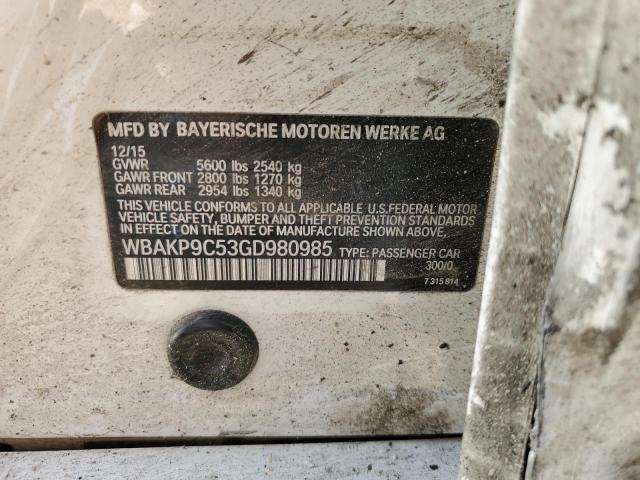 MFD BY BAYERISCHE MOTOREN WERKE AG
12/15
GVWR 5600 lbs 2540 kg
GAWR FRONT 2800 lbs 1270 kg
GAWR REAR 2954 lbs 1340 kg
THIS VEHICLE CONFORMS TO ALL APPLICABLE U.S.FEDERAL MOTOR
VEHICLE SAFETY, BUMPER AND THEFT PREVENTION STANDARDS
IN EFFECT ON THE DATE OF MANUFACTURE SHOWN ABOVE.
WBAKP9C53GD980985 TYPE: PASSENGER CAR
300/0
7 315 814